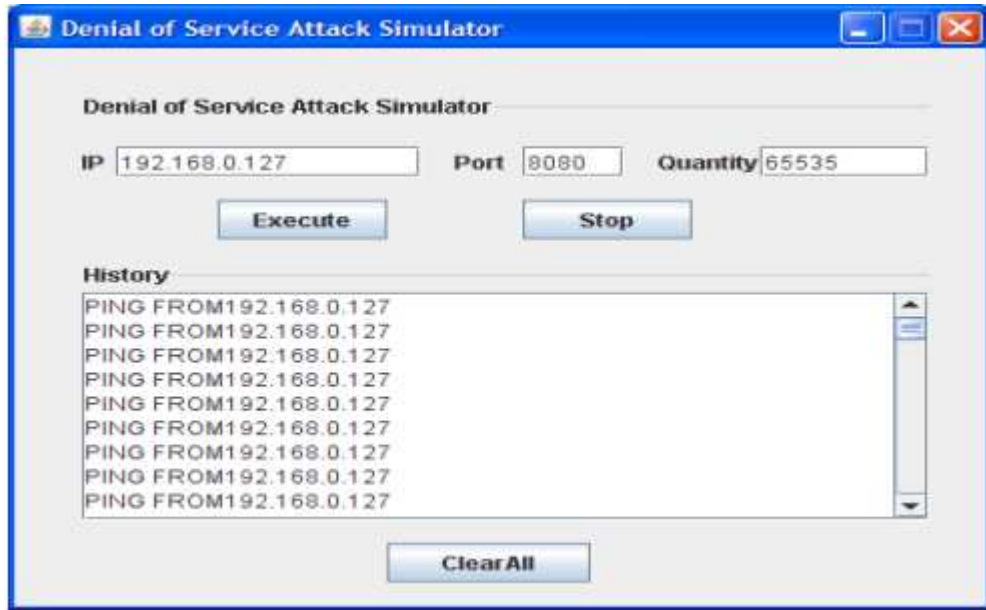 Denial of Service Attack Simulator
Denial of Service Attack Simulator
IP 192.168.0.127 Port 8080 Quantity 65535
Execute Stop
History
PING FROM192.168.0.127
PING FROM192.168.0.127
PING FROM192.168.0.127
PING FROM192.168.0.127
PING FROM192.168.0.127
PING FROM192.168.0.127
PING FROM192.168.0.127
PING FROM192.168.0.127
PING FROM192.168.0.127
ClearAll